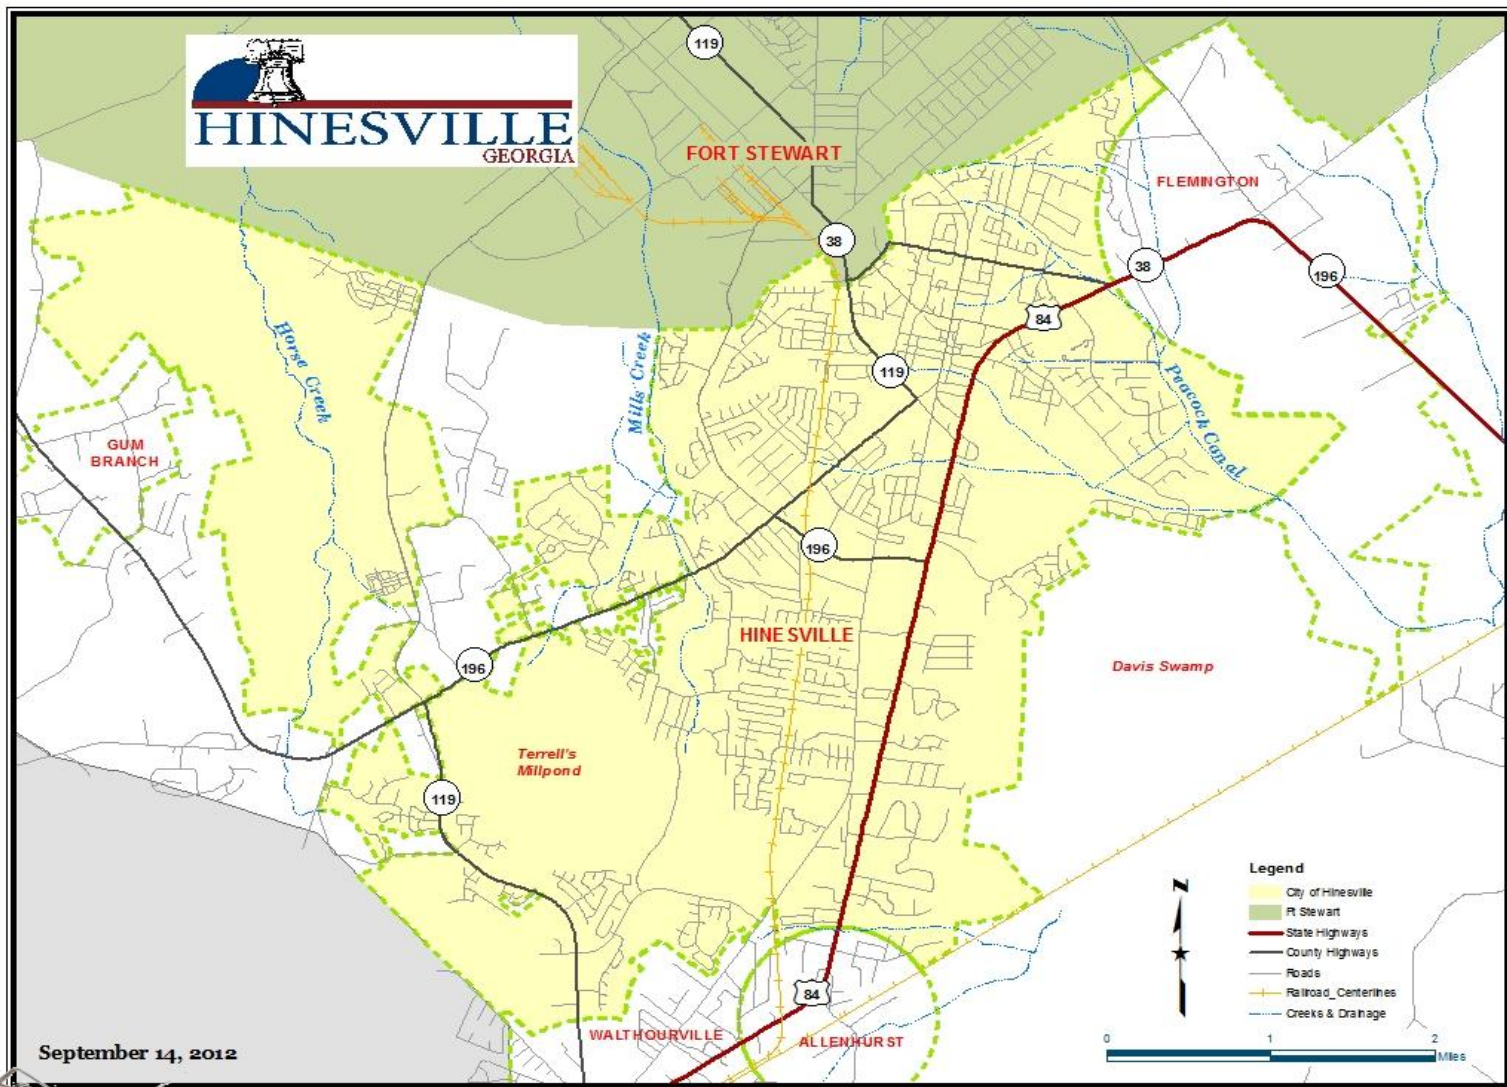 HINESVILLE
GEORGIA
119
FORT STEWART
FLEMINGTON
38
38
196
84
Horse Creek
Mills Creek
119
Peacock Canal
GUM
BRANCH
196
HINESVILLE
196
Davis Swamp
Terrell's
Millpond
119
84
WALTHOURVILLE
ALLENHURST
September 14, 2012
N
Legend
City of Hinesville
Ft Stewart
State Highways
County Highways
Roads
Railroad_Centerlines
Creeks & Drainage
0 1 2
Miles